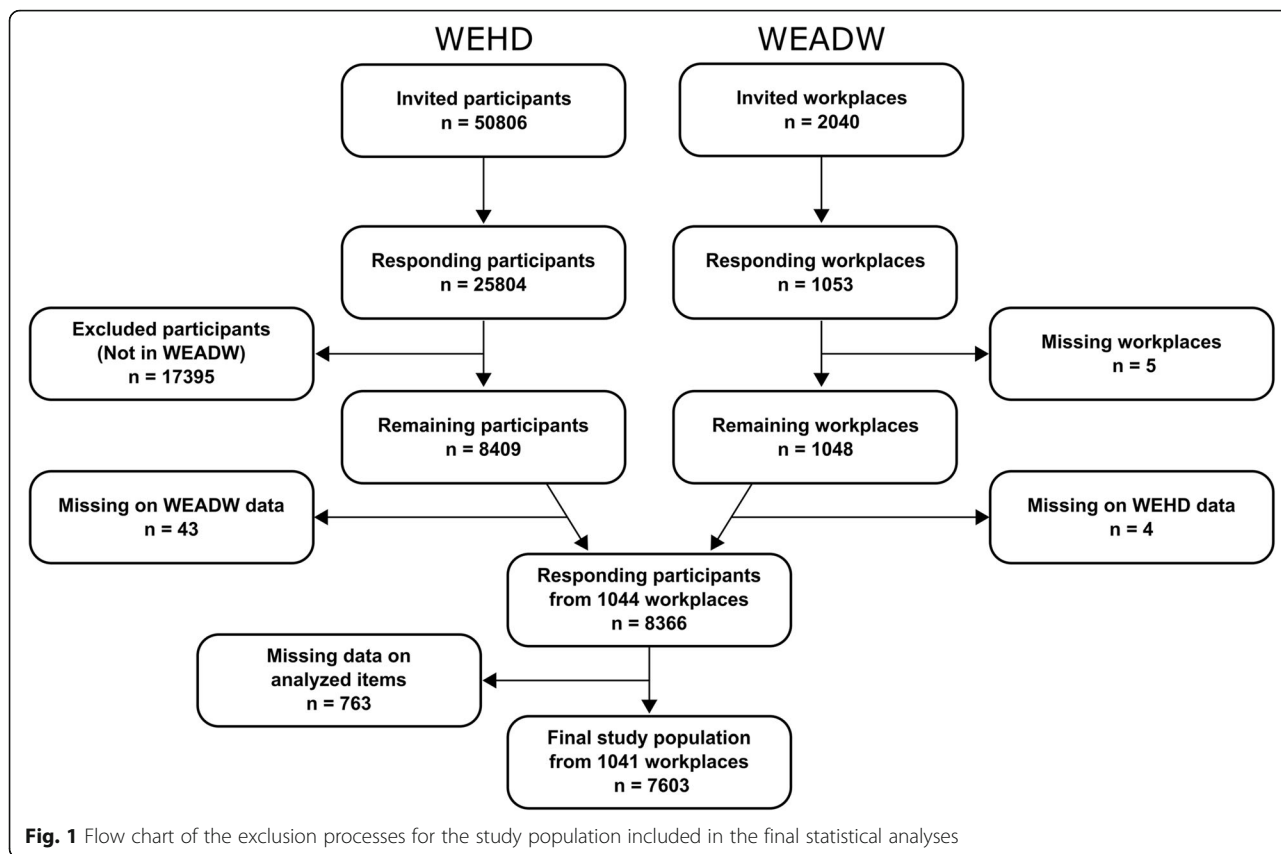 WEHD
WEADW
Invited participants
n = 50806
Invited workplaces
n = 2040
Responding participants
n = 25804
Responding workplaces
n = 1053
Excluded participants
(Not in WEADW)
n = 17395
Missing workplaces
n = 5
Remaining participants
n = 8409
Remaining workplaces
n = 1048
Missing on WEADW data
n = 43
Missing on WEHD data
n = 4
Responding participants
from 1044 workplaces
n = 8366
Missing data on
analyzed items
n = 763
Final study population
from 1041 workplaces
n = 7603
Fig. 1 Flow chart of the exclusion processes for the study population included in the final statistical analyses